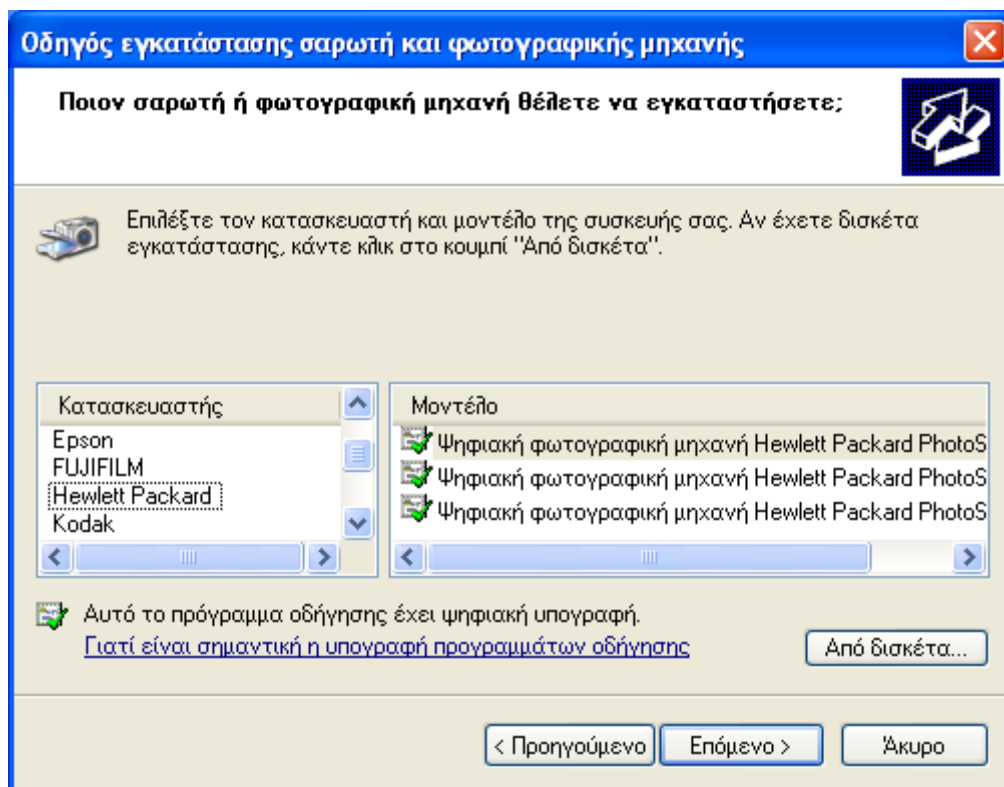 Οδηγός εγκατάστασης σαρωτή και φωτογραφικής μηχανής
Ποιον σαρωτή ή φωτογραφική μηχανή θέλετε να εγκαταστήσετε;
Επιλέξτε τον κατασκευαστή και μοντέλο της συσκευής σας. Αν έχετε δισκέτα
εγκατάστασης, κάντε κλικ στο κουμπί "Από δισκέτα".
Κατασκευαστής
Epson
FUJIFILM
Hewlett Packard
Kodak
Μοντέλο
Ψηφιακή φωτογραφική μηχανή Hewlett Packard PhotoS
Ψηφιακή φωτογραφική μηχανή Hewlett Packard PhotoS
Ψηφιακή φωτογραφική μηχανή Hewlett Packard PhotoS
Αυτό το πρόγραμμα οδήγησης έχει ψηφιακή υπογραφή.
Γιατί είναι σημαντική η υπογραφή προγραμμάτων οδήγησης
Από δισκέτα...
< Προηγούμενο
Επόμενο >
Άκυρο